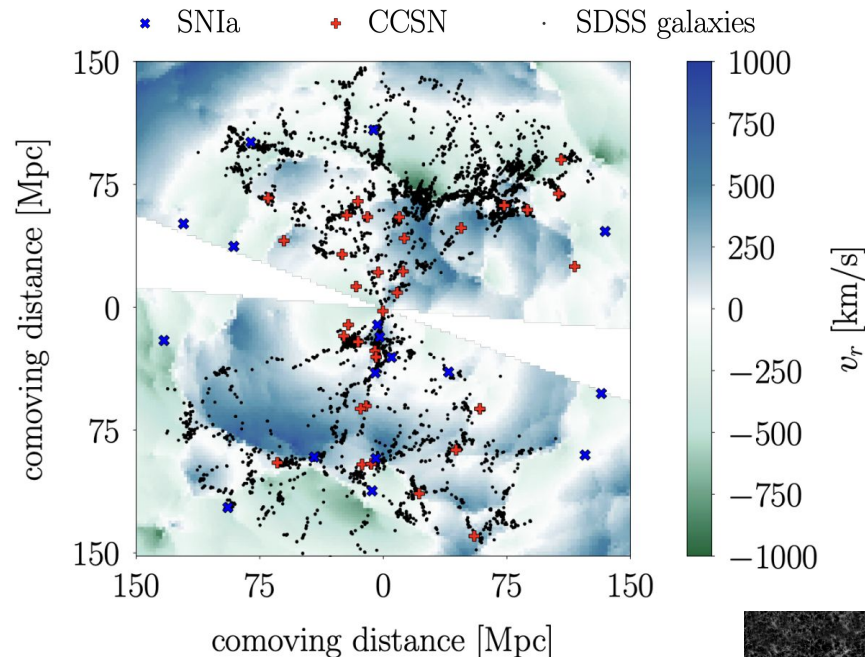 SNIa CCSN SDSS galaxies
150
75
0
75
150
comoving distance [Mpc]
150 75 0 75 150
comoving distance [Mpc]
1000
750
500
250
0
−250
−500
−750
−1000
v_r [km/s]